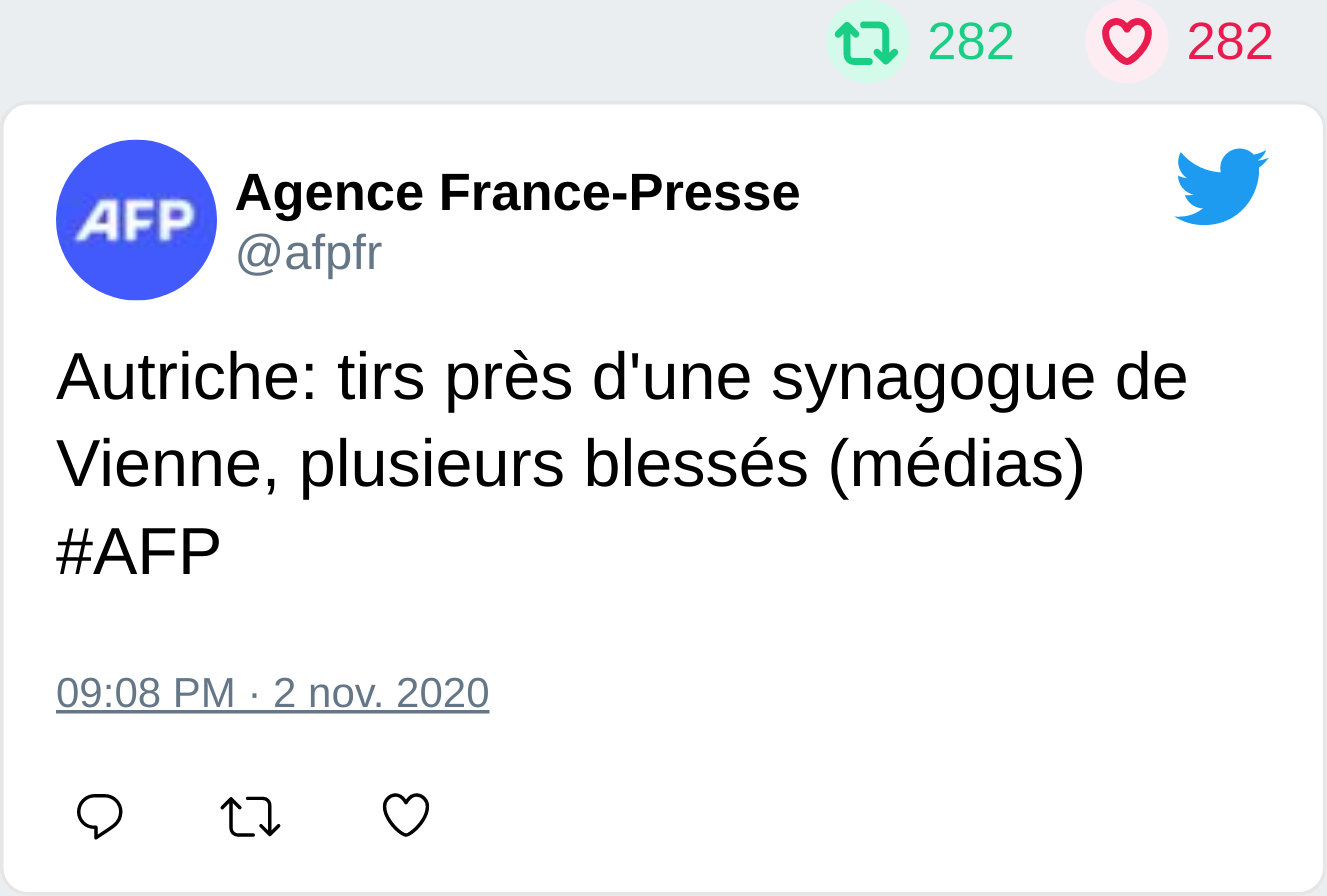 282 282
AFP
Agence France-Presse
@afpfr
Autriche: tirs près d'une synagogue de
Vienne, plusieurs blessés (médias)
#AFP
09:08 PM · 2 nov. 2020